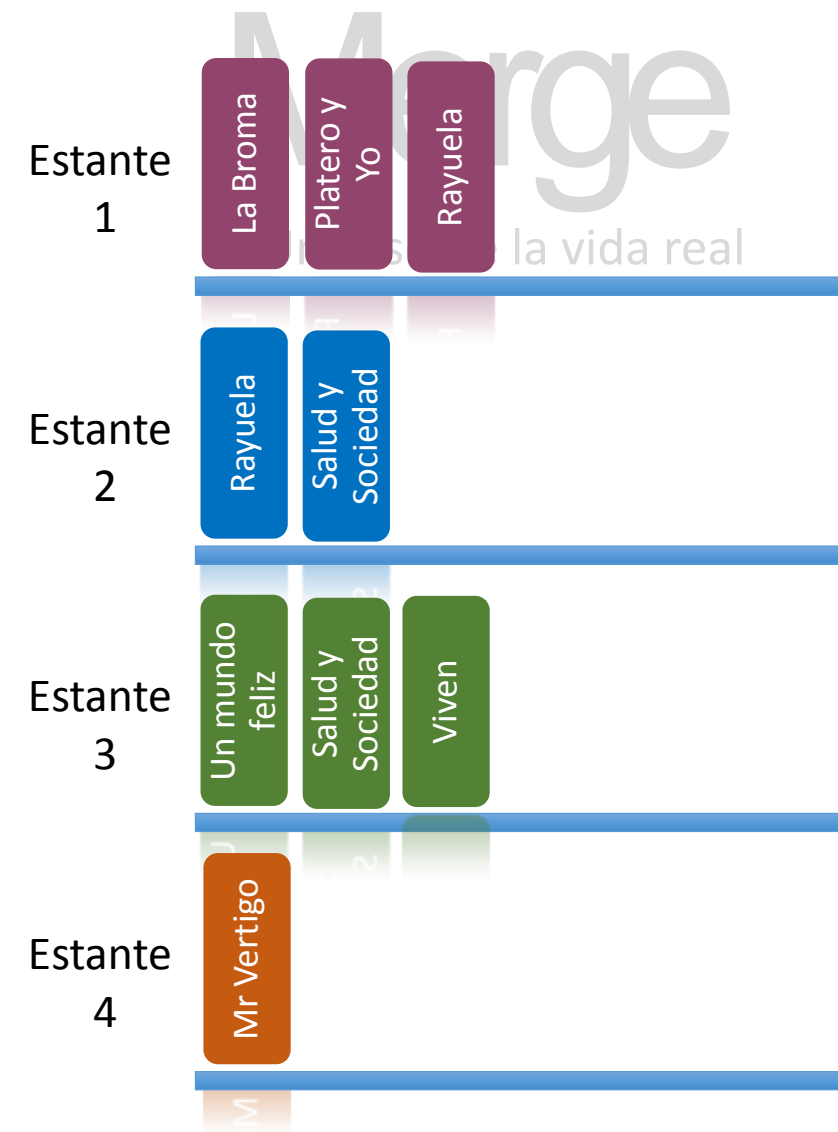 Merge
la vida real
Estante
1
La Broma
Platero y
Yo
Rayuela
Estante
2
Rayuela
Salud y
Sociedad
Estante
3
Un mundo
feliz
Salud y
Sociedad
Viven
Estante
4
Mr Vertigo